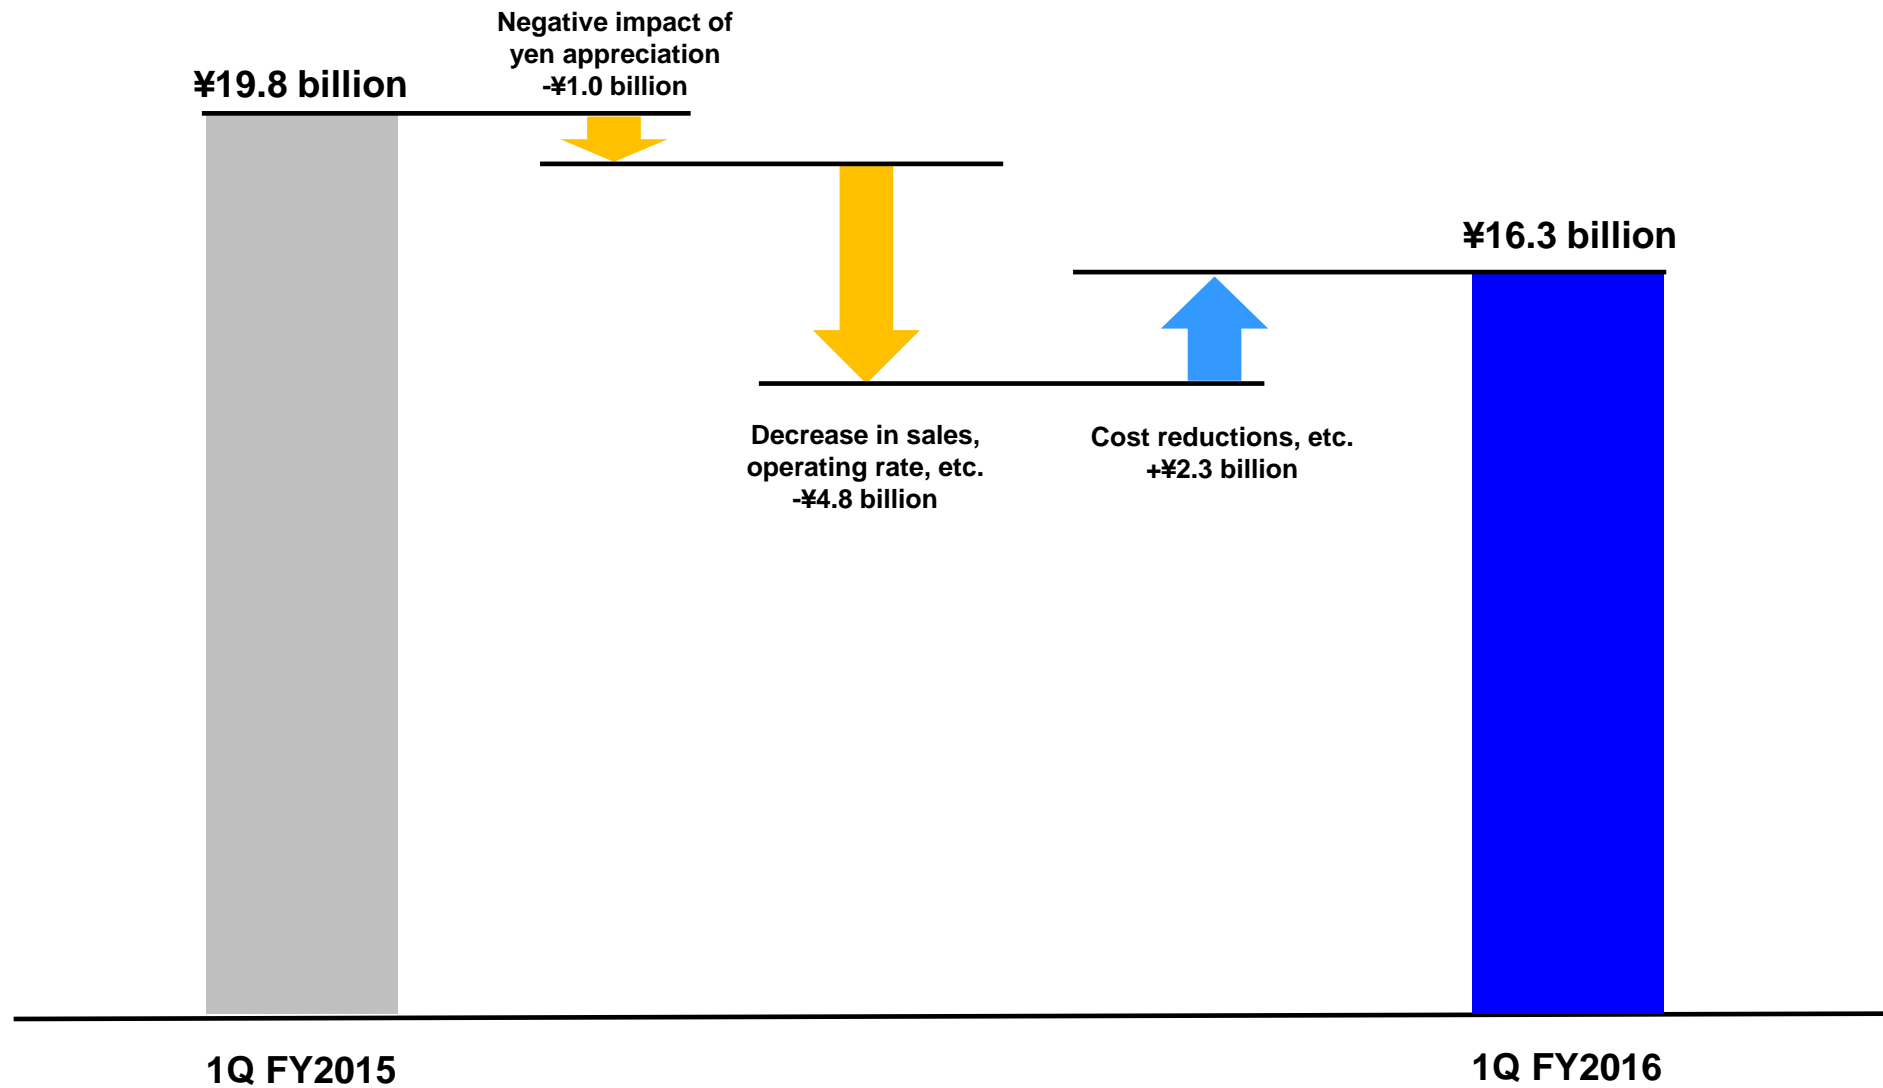 Negative impact of
yen appreciation
-¥1.0 billion
¥19.8 billion
¥16.3 billion
Decrease in sales,
operating rate, etc.
-¥4.8 billion
Cost reductions, etc.
+¥2.3 billion
1Q FY2015
1Q FY2016